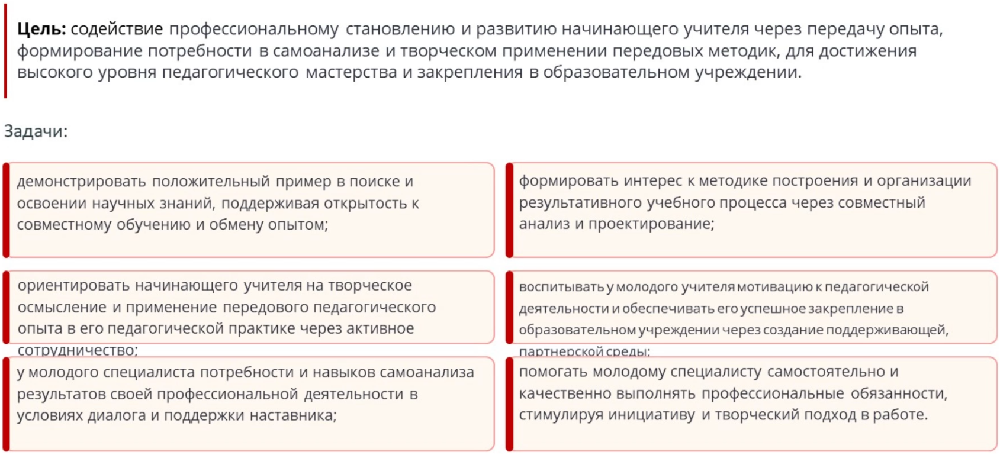 Цель: содействие профессиональному становлению и развитию начинающего учителя через передачу опыта,
формирование потребности в самоанализе и творческом применении передовых методик, для достижения
высокого уровня педагогического мастерства и закрепления в образовательном учреждении.
Задачи:
демонстрировать положительный пример в поиске и
освоении научных знаний, поддерживая открытость к
совместному обучению и обмену опытом;
формировать интерес к методике построения и организации
результативного учебного процесса через совместный
анализ и проектирование;
ориентировать начинающего учителя на творческое
осмысление и применение передового педагогического
опыта в его педагогической практике через активное
сотрудничество;
воспитывать у молодого учителя мотивацию к педагогической
деятельности и обеспечивать его успешное закрепление в
образовательном учреждении через создание поддерживающей,
партнерской среды;
у молодого специалиста потребности и навыков самоанализа
результатов своей профессиональной деятельности в
условиях диалога и поддержки наставника;
помогать молодому специалисту самостоятельно и
качественно выполнять профессиональные обязанности,
стимулируя инициативу и творческий подход в работе.